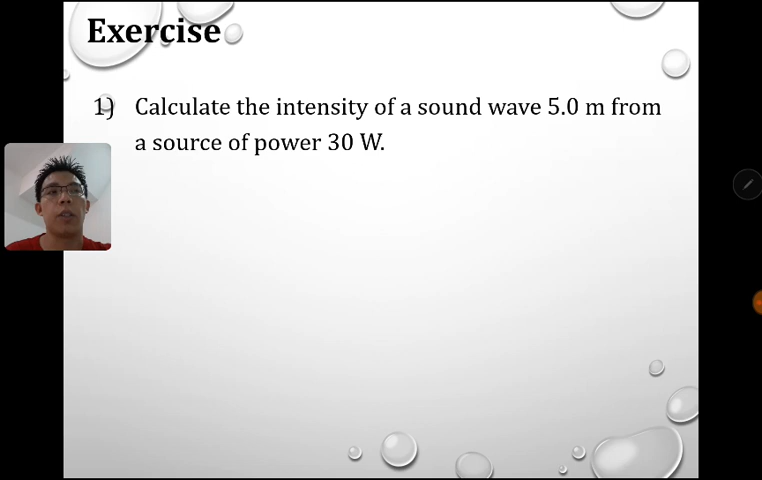 Exercise
1) Calculate the intensity of a sound wave 5.0 m from
a source of power 30 W.